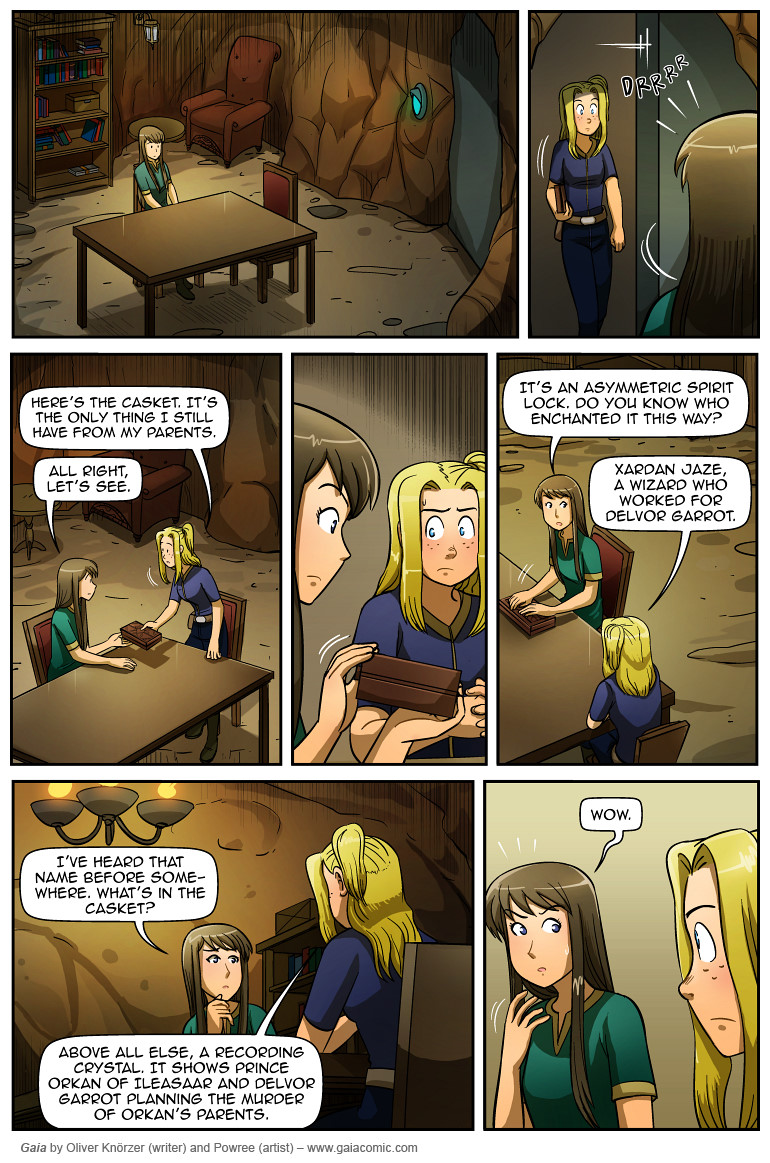 DRRRR
HERE'S THE CASKET. IT'S
THE ONLY THING I STILL
HAVE FROM MY PARENTS.
ALL RIGHT,
LET'S SEE.
IT'S AN ASYMMETRIC SPIRIT
LOCK. DO YOU KNOW WHO
ENCHANTED IT THIS WAY?
XARDAN JAZE,
A WIZARD WHO
WORKED FOR
DELVOR GARROT.
I'VE HEARD THAT
NAME BEFORE SOME-
WHERE. WHAT'S IN THE
CASKET?
ABOVE ALL ELSE, A RECORDING
CRYSTAL. IT SHOWS PRINCE
ORKAN OF ILEASAAR AND DELVOR
GARROT PLANNING THE MURDER
OF ORKAN'S PARENTS.
WOW.
Gaia by Oliver Knörzer (writer) and Powree (artist) – www.gaiacomic.com